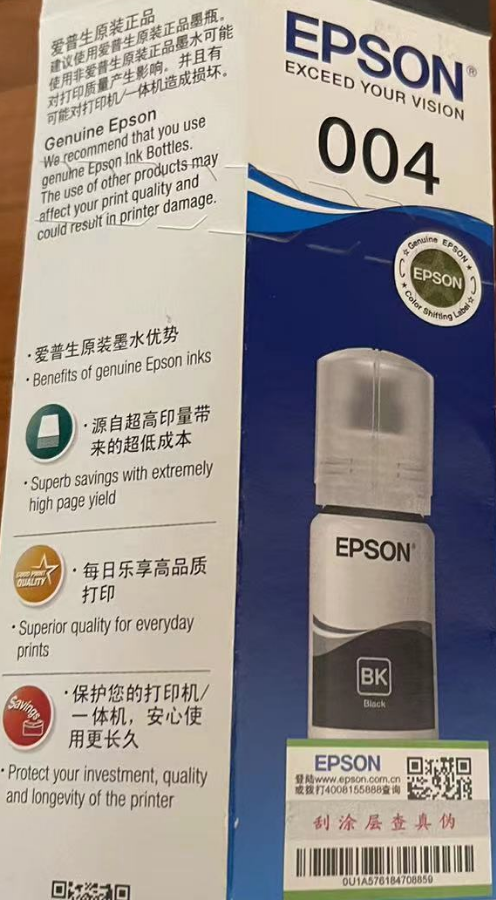 爱普生原装正品
建议使用爱普生原装正品墨瓶。
使用非爱普生原装正品墨水可能
对打印质量产生影响。并且有
可能对打印机/一体机造成损坏。
Genuine Epson
We recommend that you use
genuine Epson Ink Bottles.
The use of other products may
affect your print quality and
could result in printer damage.
·爱普生原装墨水优势
·Benefits of genuine Epson inks
·源自超高印量带
来的超低成本
·Superb savings with extremely
high page yield
QUALITY
·每日乐享高品质
打印
·Superior quality for everyday
prints
Savings
·保护您的打印机/
一体机，安心使
用更长久
·Protect your investment, quality
and longevity of the printer
EPSON®
EXCEED YOUR VISION
004
Genuine EPSON
EPSON
Color Shifting Label
EPSON
BK
Black
EPSON
登陆www.epson.com.cn
或拨打4008155888查询
刮涂层查真伪
0U1A576184708859